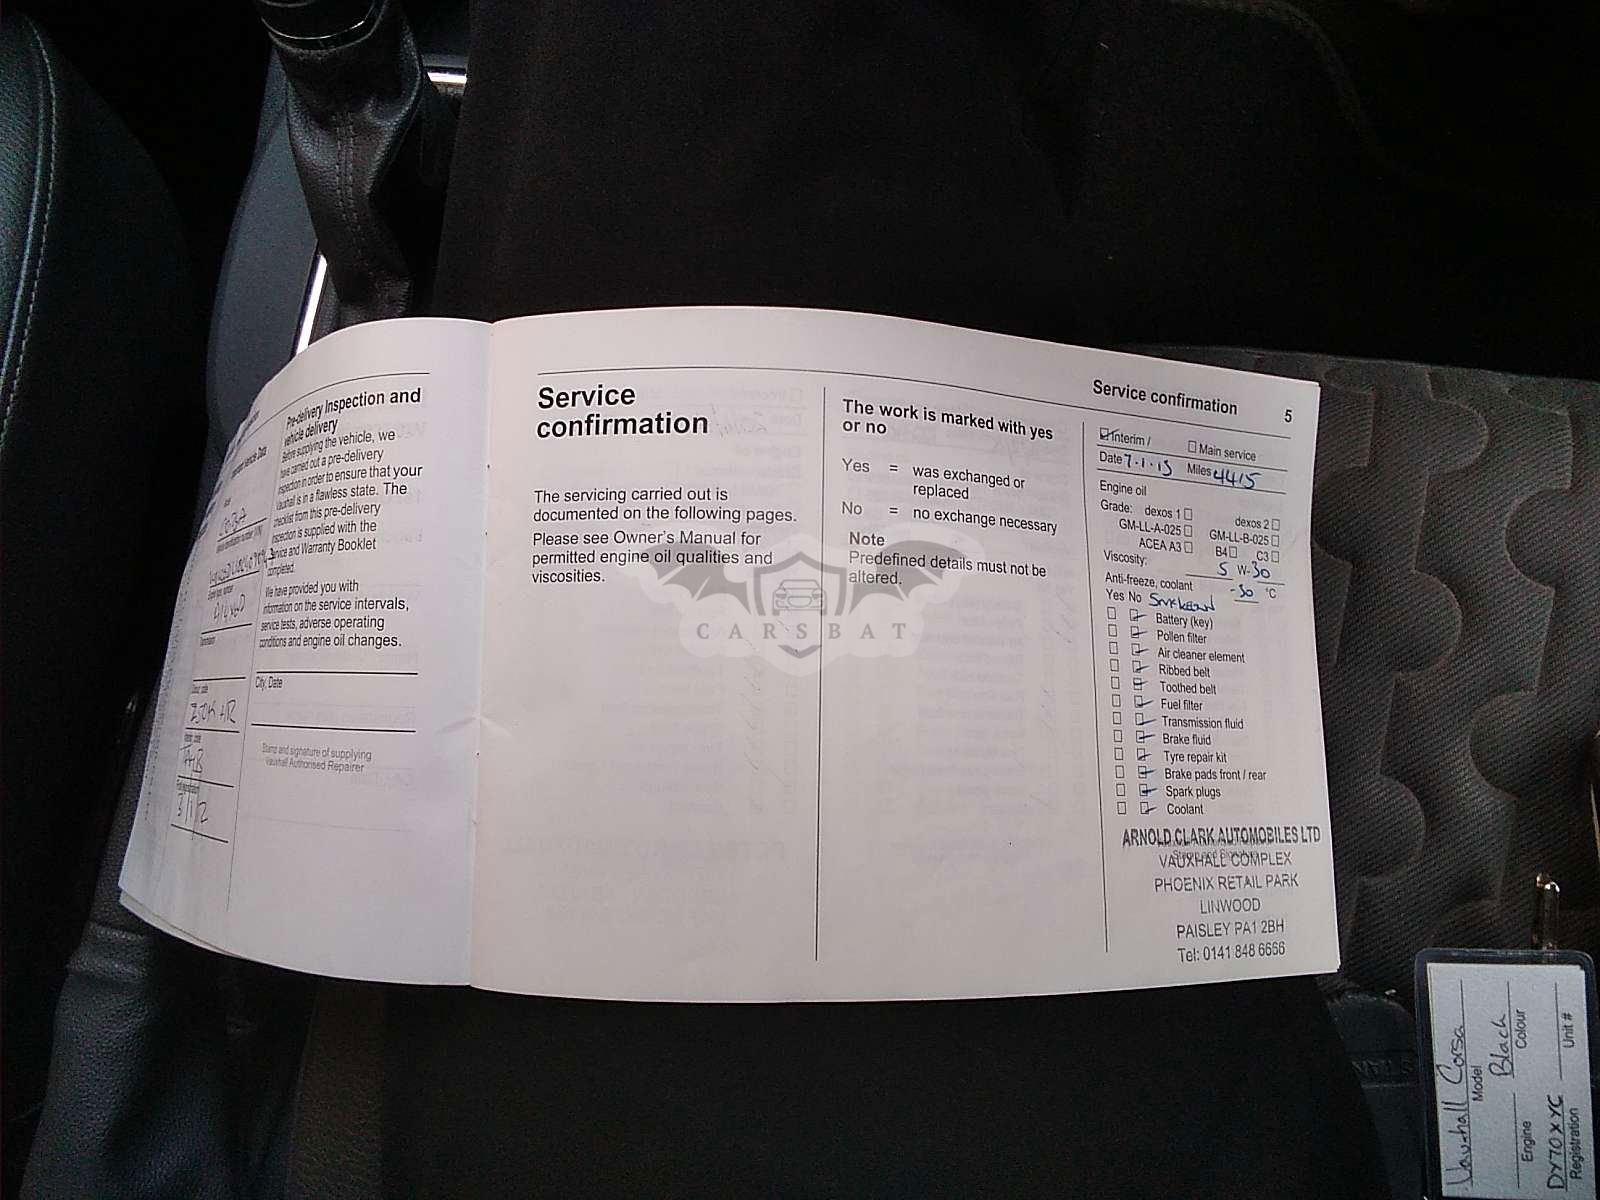 Pre-delivery Inspection and
vehicle delivery
Before supplying the vehicle, we
have carried out a pre-delivery
inspection in order to ensure that your
Vauxhall is in a flawless state. The
checklist from this pre-delivery
inspection is supplied with the
Service and Warranty Booklet
completed.
We have provided you with
information on the service intervals,
service tests, adverse operating
conditions and engine oil changes.
City, Date
Stamp and signature of supplying
Vauxhall Authorised Repairer
3/1/12
Service
confirmation
The servicing carried out is
documented on the following pages.
Please see Owner's Manual for
permitted engine oil qualities and
viscosities.
The work is marked with yes
or no
Yes = was exchanged or
replaced
No = no exchange necessary
Note
Predefined details must not be
altered.
CARSBAT
Service confirmation 5
Interim / Main service
Date 7.1.13 Miles 4415
Engine oil
Grade: dexos 1 dexos 2
GM-LL-A-025 GM-LL-B-025
ACEA A3 B4 C3
Viscosity: 5 W-30
Anti-freeze, coolant -30 °C
Yes No
Battery (key)
Pollen filter
Air cleaner element
Ribbed belt
Toothed belt
Fuel filter
Transmission fluid
Brake fluid
Tyre repair kit
Brake pads front / rear
Spark plugs
Coolant
ARNOLD CLARK AUTOMOBILES LTD
VAUXHALL COMPLEX
PHOENIX RETAIL PARK
LINWOOD
PAISLEY PA1 2BH
Tel: 0141 848 6666
Vauxhall Corsa
Model
Black
Engine Colour
DY70XYC
Registration Unit #